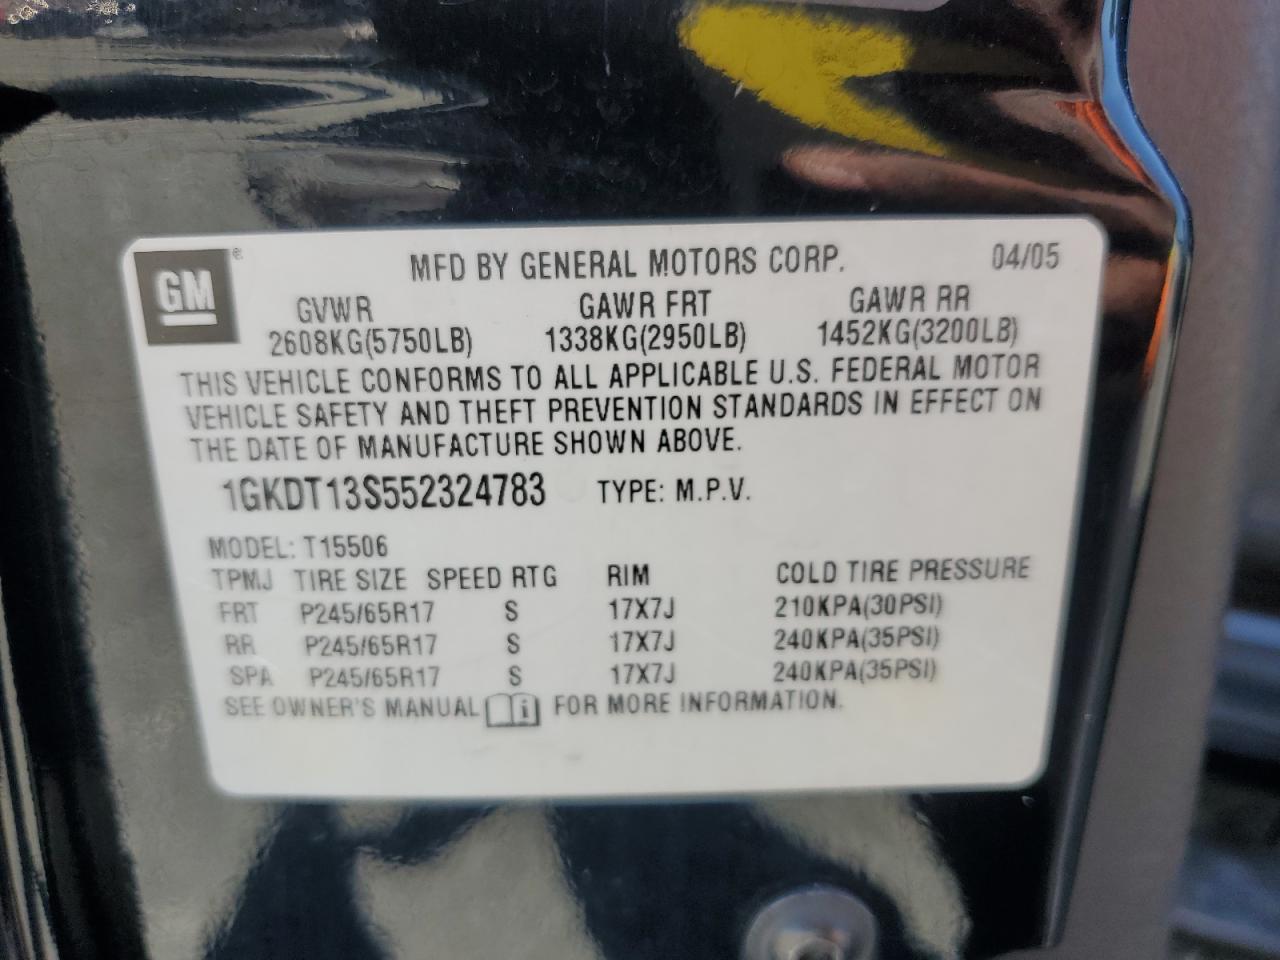 GM® MFD BY GENERAL MOTORS CORP. 04/05
GVWR GAWR FRT GAWR RR
2608KG(5750LB) 1338KG(2950LB) 1452KG(3200LB)
THIS VEHICLE CONFORMS TO ALL APPLICABLE U.S. FEDERAL MOTOR
VEHICLE SAFETY AND THEFT PREVENTION STANDARDS IN EFFECT ON
THE DATE OF MANUFACTURE SHOWN ABOVE.
1GKDT13S552324783 TYPE: M.P.V.
MODEL: T15506
TPMJ TIRE SIZE SPEED RTG RIM COLD TIRE PRESSURE
FRT P245/65R17 S 17X7J 210KPA(30PSI)
RR P245/65R17 S 17X7J 240KPA(35PSI)
SPA P245/65R17 S 17X7J 240KPA(35PSI)
SEE OWNER'S MANUAL i FOR MORE INFORMATION.